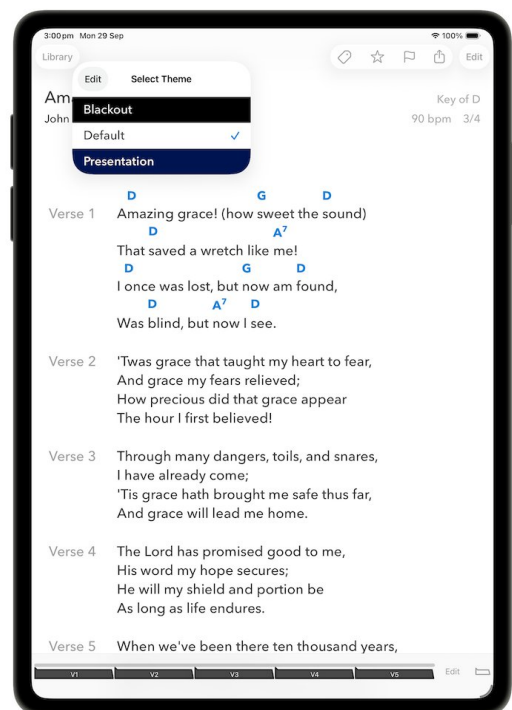 3:00 pm Mon 29 Sep 100%
Library Edit
Edit Select Theme
Blackout
Default
Presentation
Am
John
Key of D
90 bpm 3/4
D G D
Verse 1 Amazing grace! (how sweet the sound)
D A7
That saved a wretch like me!
D G D
I once was lost, but now am found,
D A7 D
Was blind, but now I see.
Verse 2 'Twas grace that taught my heart to fear,
And grace my fears relieved;
How precious did that grace appear
The hour I first believed!
Verse 3 Through many dangers, toils, and snares,
I have already come;
'Tis grace hath brought me safe thus far,
And grace will lead me home.
Verse 4 The Lord has promised good to me,
His word my hope secures;
He will my shield and portion be
As long as life endures.
Verse 5 When we've been there ten thousand years,
V1 V2 V3 V4 V5 Edit